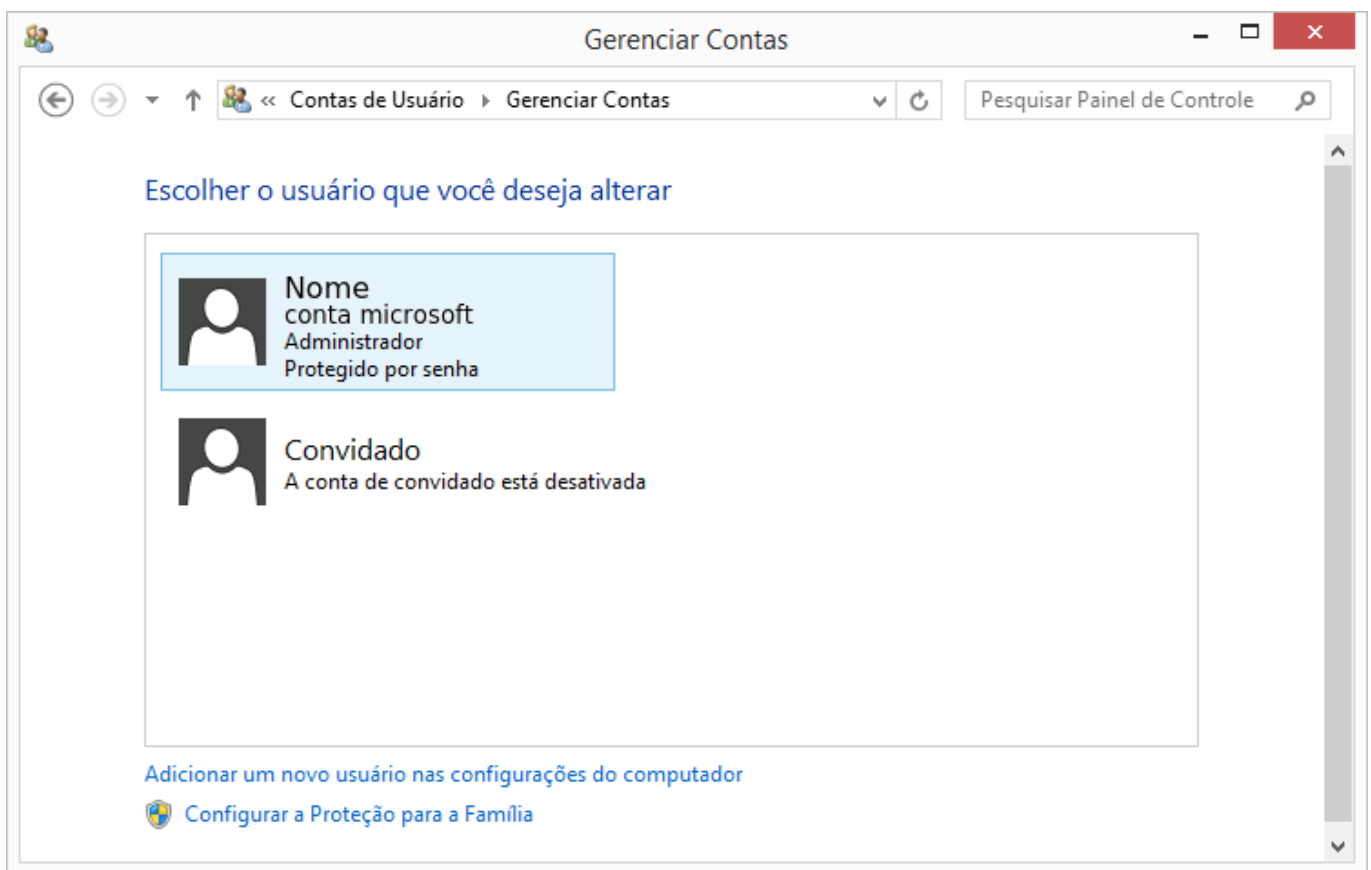 Gerenciar Contas
« Contas de Usuário ▸ Gerenciar Contas
Pesquisar Painel de Controle
Escolher o usuário que você deseja alterar
Nome
conta microsoft
Administrador
Protegido por senha
Convidado
A conta de convidado está desativada
Adicionar um novo usuário nas configurações do computador
Configurar a Proteção para a Família